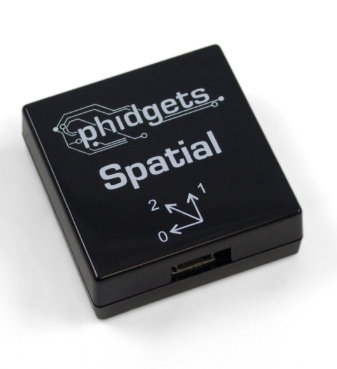 phidgets
Spatial
2 1
0